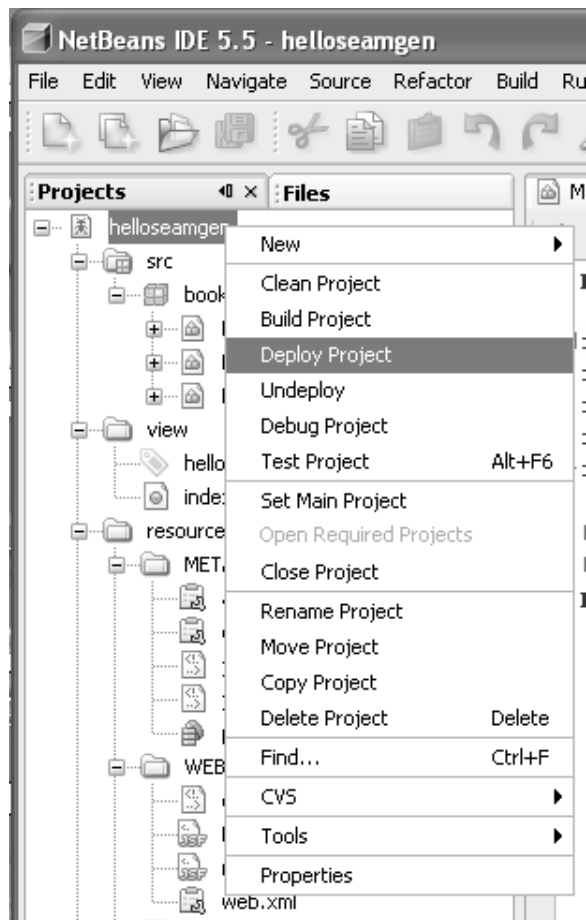 NetBeans IDE 5.5 - helloseamgen
File Edit View Navigate Source Refactor Build
Projects Files
helloseamgen
src
view
web.xml
New
Clean Project
Build Project
Deploy Project
Undeploy
Debug Project
Test Project Alt+F6
Set Main Project
Open Required Projects
Close Project
Rename Project
Move Project
Copy Project
Delete Project Delete
Find... Ctrl+F
CVS
Tools
Properties